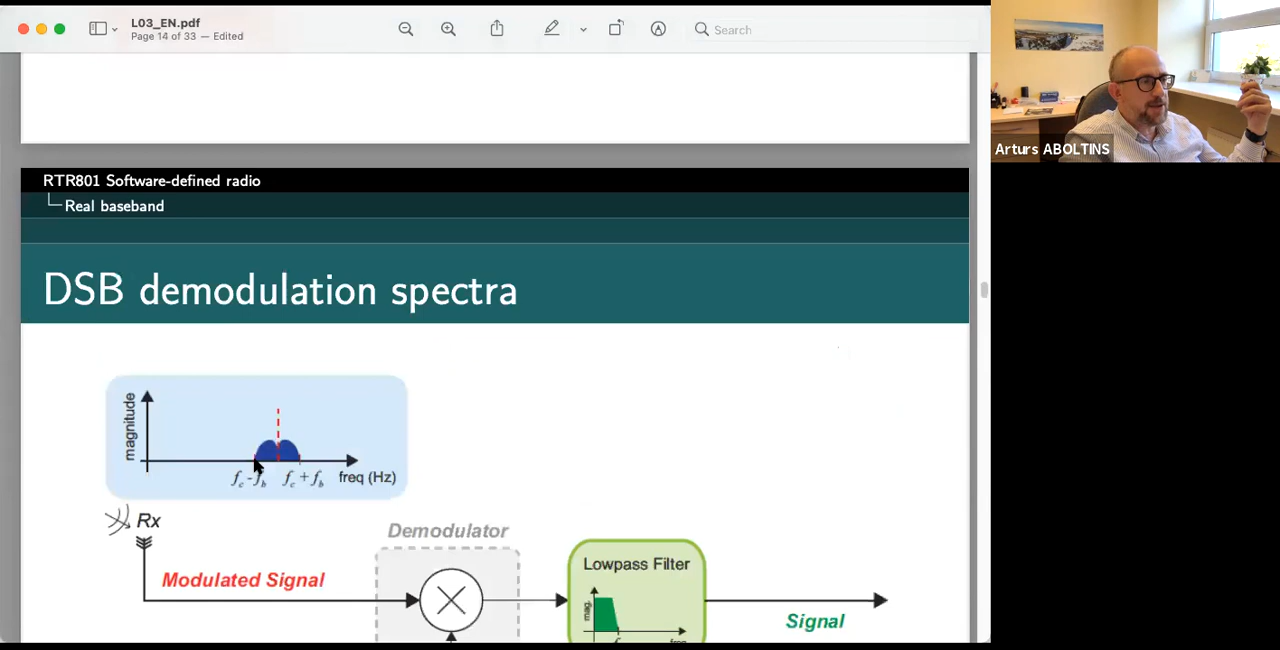 L03_EN.pdf
Page 14 of 33 — Edited
Search
Arturs ABOLTINS
RTR801 Software-defined radio
Real baseband
DSB demodulation spectra
magnitude
f_c - f_b f_c + f_b freq (Hz)
Rx
Demodulator
Modulated Signal
Lowpass Filter
mag.
Signal